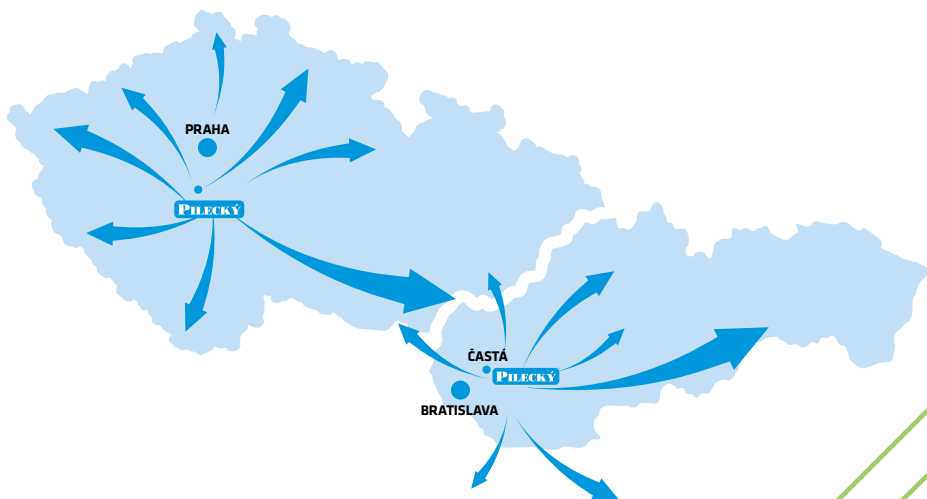 PRAHA
PILECKÝ
ČASTÁ
PILECKÝ
BRATISLAVA